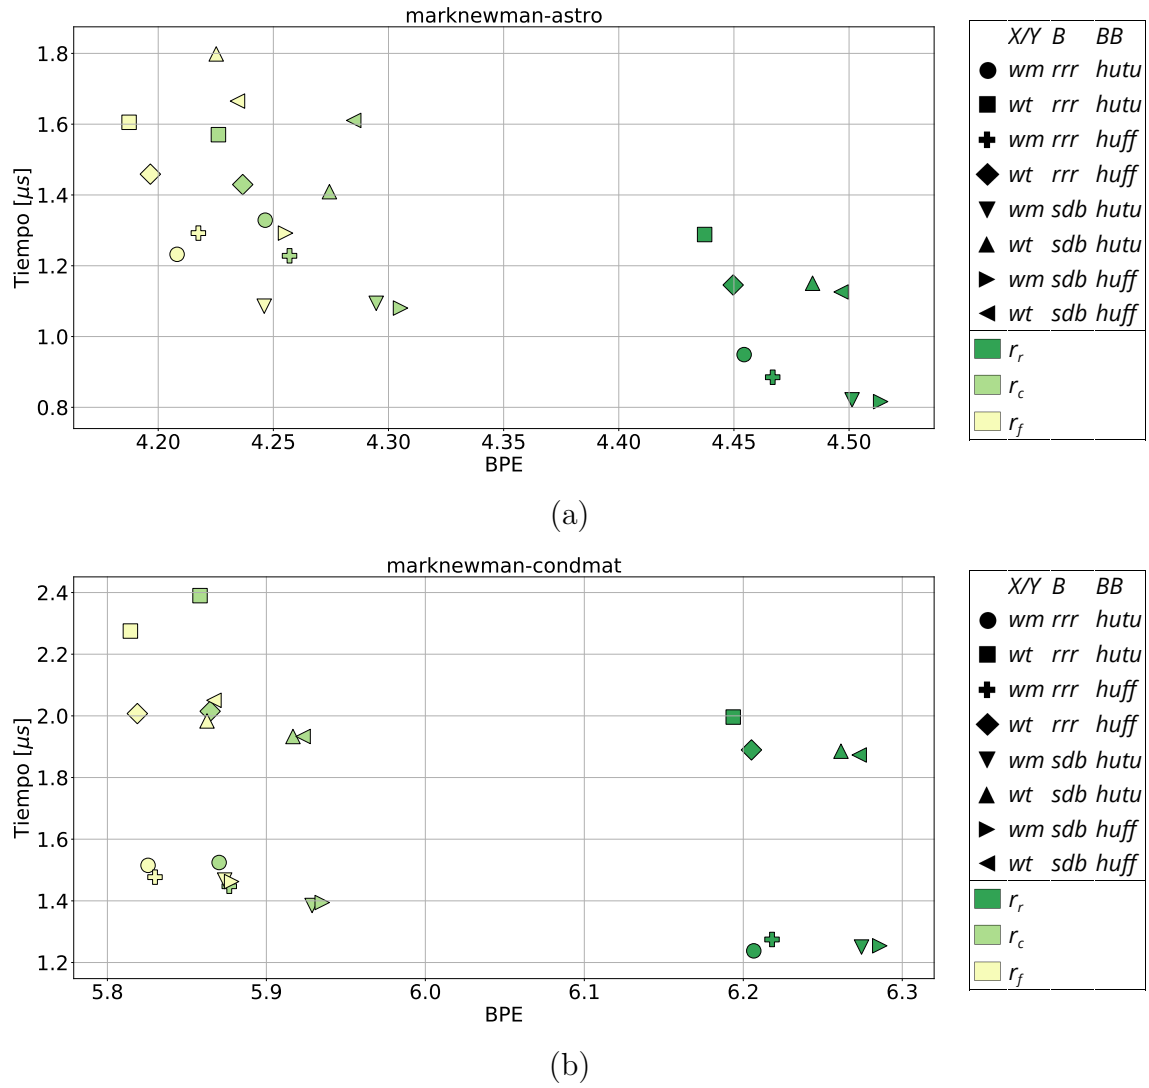 marknewman-astro
1.8
1.6
1.4
1.2
1.0
0.8
Tiempo [μs]
4.20 4.25 4.30 4.35 4.40 4.45 4.50
BPE
X/Y B BB
wm rrr hutu
wt rrr hutu
wm rrr huff
wt rrr huff
wm sdb hutu
wt sdb hutu
wm sdb huff
wt sdb huff
r_r
r_c
r_f
(a)
marknewman-condmat
2.4
2.2
2.0
1.8
1.6
1.4
1.2
Tiempo [μs]
5.8 5.9 6.0 6.1 6.2 6.3
BPE
X/Y B BB
wm rrr hutu
wt rrr hutu
wm rrr huff
wt rrr huff
wm sdb hutu
wt sdb hutu
wm sdb huff
wt sdb huff
r_r
r_c
r_f
(b)